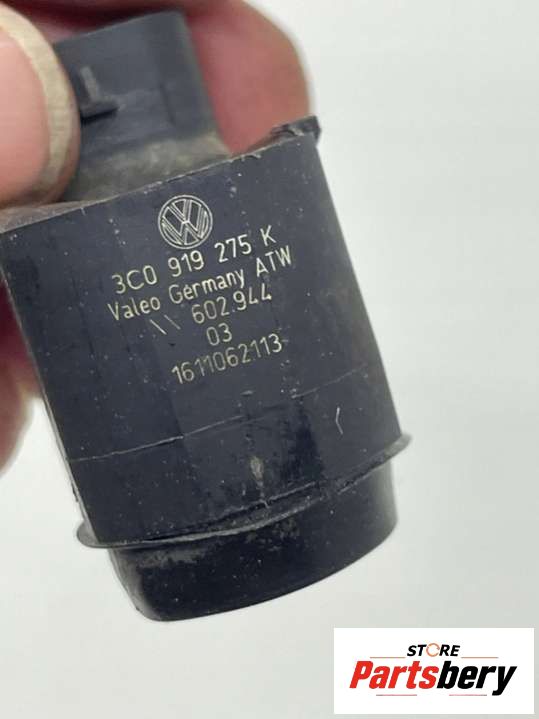 3C0 919 275 K
Valeo Germany ATW
\\ 602.944
03
1611062113
STORE
Partsbery